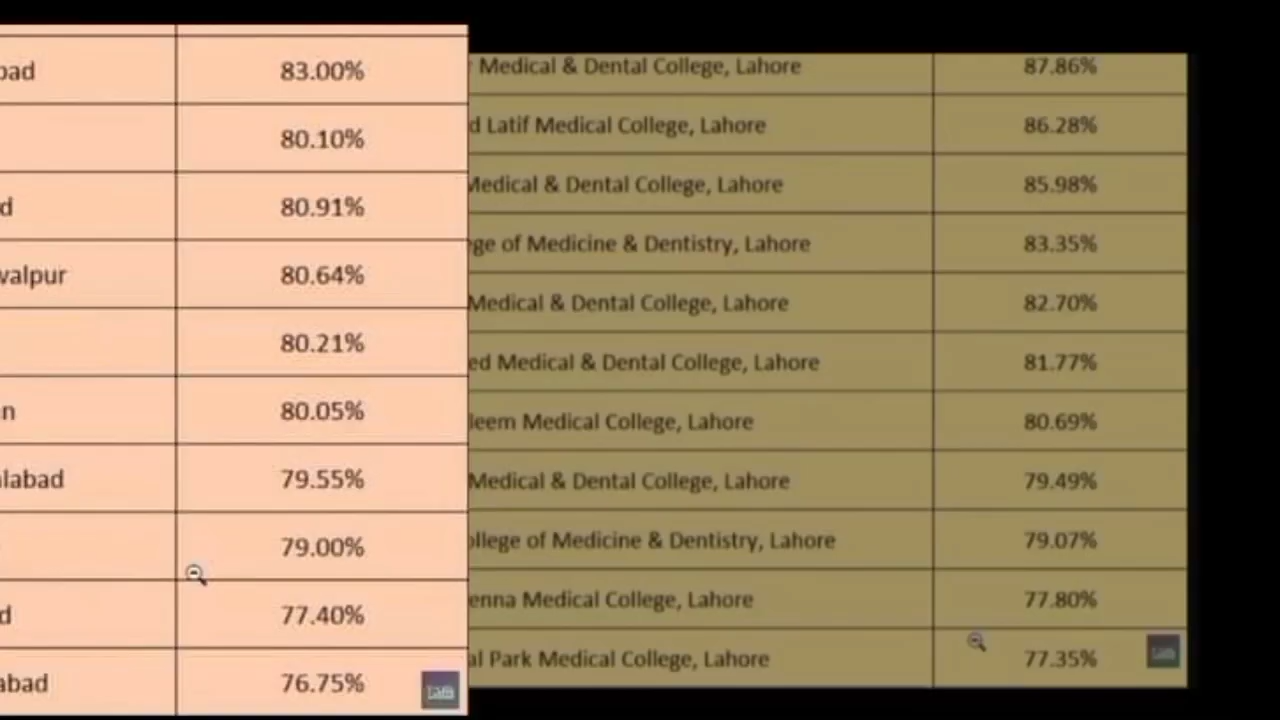 bad 83.00%
80.10%
d 80.91%
walpur 80.64%
80.21%
n 80.05%
alabad 79.55%
79.00%
d 77.40%
abad 76.75%
r Medical & Dental College, Lahore 87.86%
d Latif Medical College, Lahore 86.28%
Medical & Dental College, Lahore 85.98%
ge of Medicine & Dentistry, Lahore 83.35%
Medical & Dental College, Lahore 82.70%
ed Medical & Dental College, Lahore 81.77%
leem Medical College, Lahore 80.69%
Medical & Dental College, Lahore 79.49%
ollege of Medicine & Dentistry, Lahore 79.07%
enna Medical College, Lahore 77.80%
al Park Medical College, Lahore 77.35%